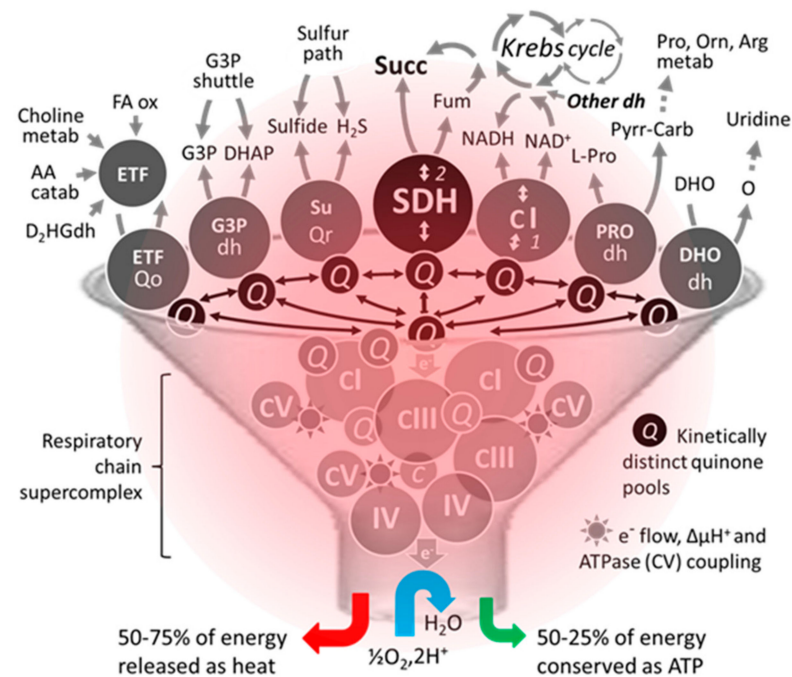 Krebs cycle
Sulfur
path
G3P
shuttle
Succ
Pro, Orn, Arg
metab
FA ox
Fum
Other dh
Choline
metab
Sulfide H₂S
NADH NAD⁺
Pyrr-Carb
Uridine
G3P DHAP
L-Pro
AA
catab
ETF
DHO
O
D₂HGdh
2
SDH
CI
1
Su
Qr
G3P
dh
PRO
dh
ETF
Qo
DHO
dh
Q
Q
Q
Q
Q
Q
Q
Q
Q
Q
e⁻
Q
Q
CI
CI
CV
CIII
Q
CV
Q
CIII
CV
C
IV
IV
e⁻
Respiratory
chain
supercomplex
Q Kinetically
distinct quinone
pools
e⁻ flow, ΔμH⁺ and
ATPase (CV) coupling
H₂O
½O₂,2H⁺
50-75% of energy
released as heat
50-25% of energy
conserved as ATP